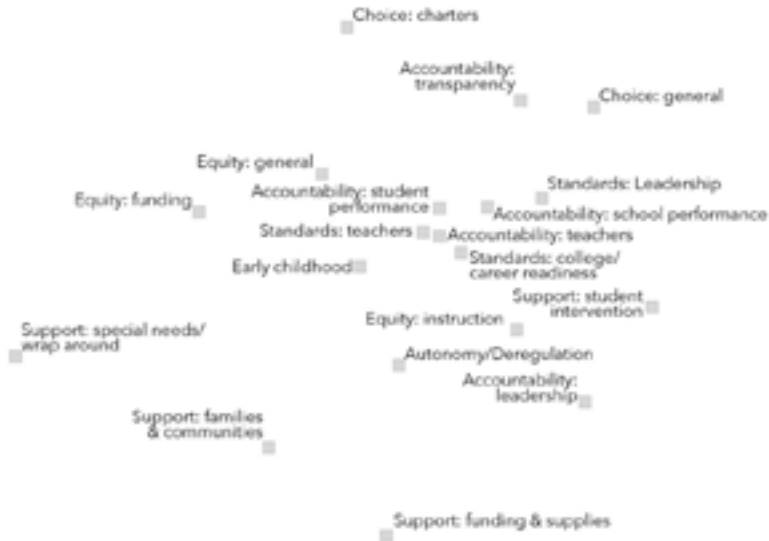 Choice: charters
Accountability:
transparency
Choice: general
Equity: general
Standards: Leadership
Accountability: student
performance
Equity: funding
Accountability: school performance
Standards: teachers
Accountability: teachers
Standards: college/
career readiness
Early childhood
Support: student
intervention
Equity: instruction
Support: special needs/
wrap around
Autonomy/Deregulation
Accountability:
leadership
Support: families
& communities
Support: funding & supplies